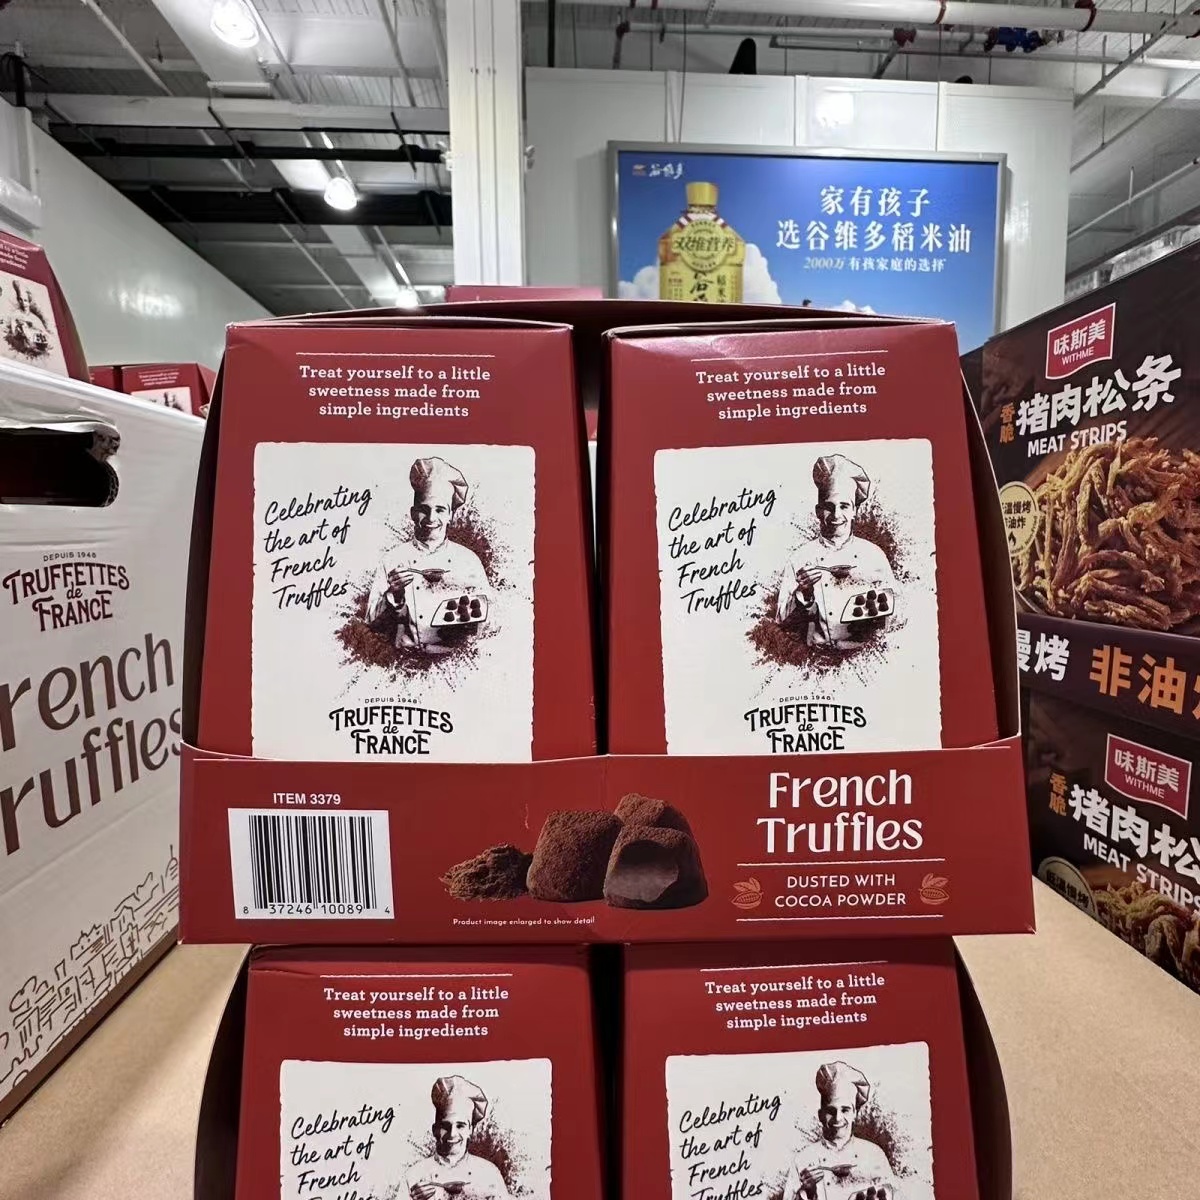 家有孩子
选谷维多稻米油
2000万有孩家庭的选择
双维营养
味斯美
WITHME
香脆
猪肉松条
MEAT STRIPS
Treat yourself to a little
sweetness made from
simple ingredients
Celebrating
the art of
French
Truffles
DEPUIS 1948
TRUFFETTES
de
FRANCE
Treat yourself to a little
sweetness made from
simple ingredients
Celebrating
the art of
French
Truffles
DEPUIS 1948
TRUFFETTES
de
FRANCE
DEPUIS 1948
TRUFFETTES
de
FRANCE
rench
ruffles
烤 非油
ITEM 3379
8 37246 10089 4
Product image enlarged to show detail
French
Truffles
DUSTED WITH
COCOA POWDER
味斯美
WITHME
香脆
猪肉松
MEAT STRIPS
Treat yourself to a little
sweetness made from
simple ingredients
Celebrating
the art of
French
Treat yourself to a little
sweetness made from
simple ingredients
Celebrating
the art of
French
Truffles